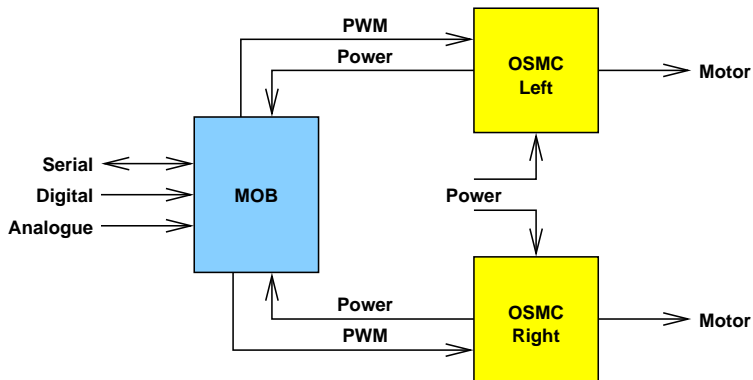 PWM
Power
OSMC
Left
Motor
Serial
Digital
Analogue
MOB
Power
Power
PWM
OSMC
Right
Motor